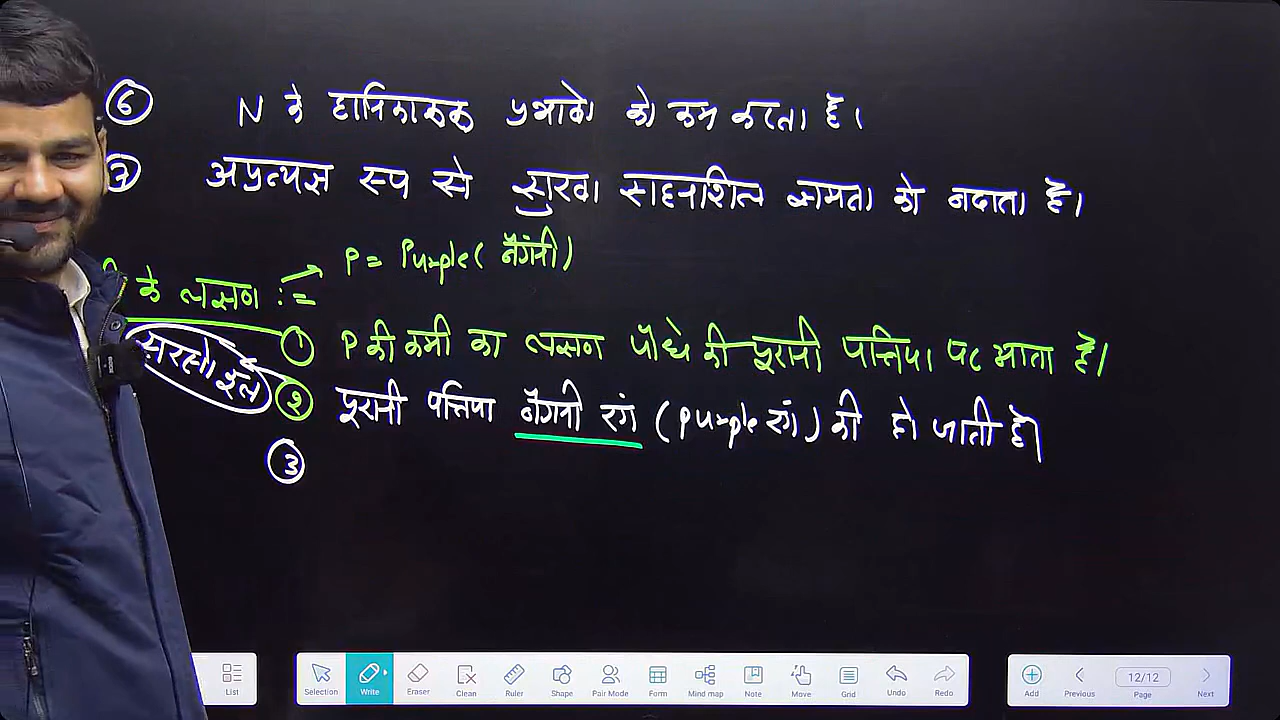 6 N के हानिकारक प्रभावो को कम करता है।
7 अप्रत्यक्ष रूप से सुखा सहनशिल क्षमता को बढाता है।
P = Purple ( बैगंनी )
के लक्षण :=
1 P की कमी का लक्षण पौधे की पुरानी पत्तिया पर आता है।
2 पुरानी पत्तिया बैगनी रंग ( Purple रंग ) की हो जाती है।
3
List
Selection Write Eraser Clean Ruler Shape Pair Mode Form Mind map Note Move Grid Undo Redo
Add Previous 12/12 Page Next